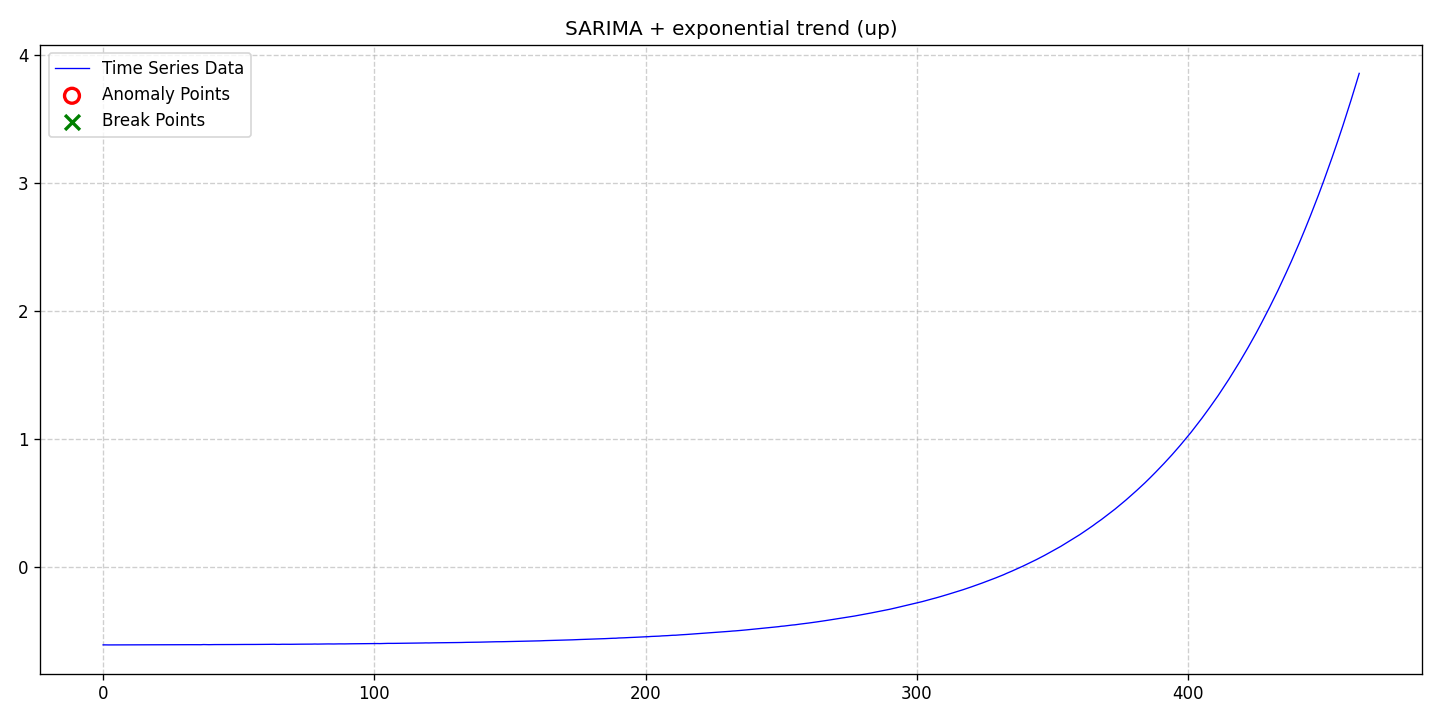 SARIMA + exponential trend (up)
Time Series Data
Anomaly Points
Break Points
4
3
2
1
0
0 100 200 300 400